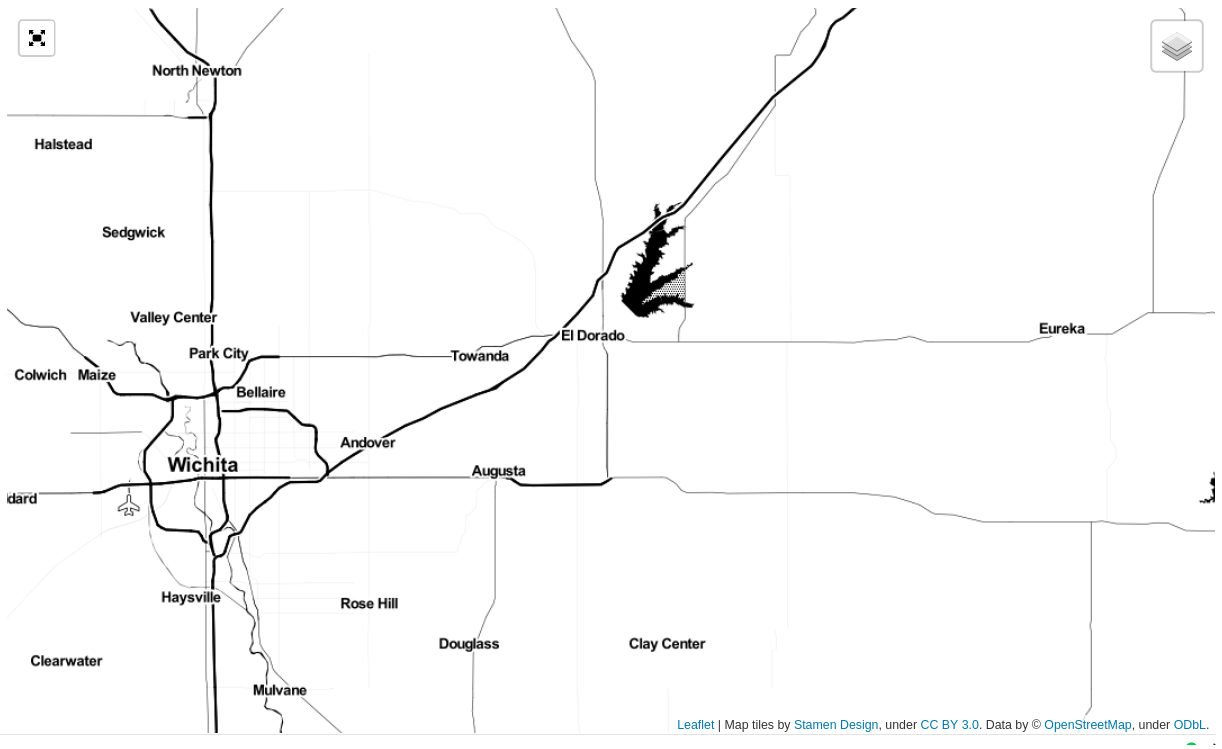 North Newton
Halstead
Sedgwick
Valley Center
Eureka
El Dorado
Park City
Towanda
Colwich
Maize
Bellaire
Andover
Wichita
Augusta
dard
Haysville
Rose Hill
Douglass
Clay Center
Clearwater
Mulvane
Leaflet | Map tiles by Stamen Design, under CC BY 3.0. Data by © OpenStreetMap, under ODbL.